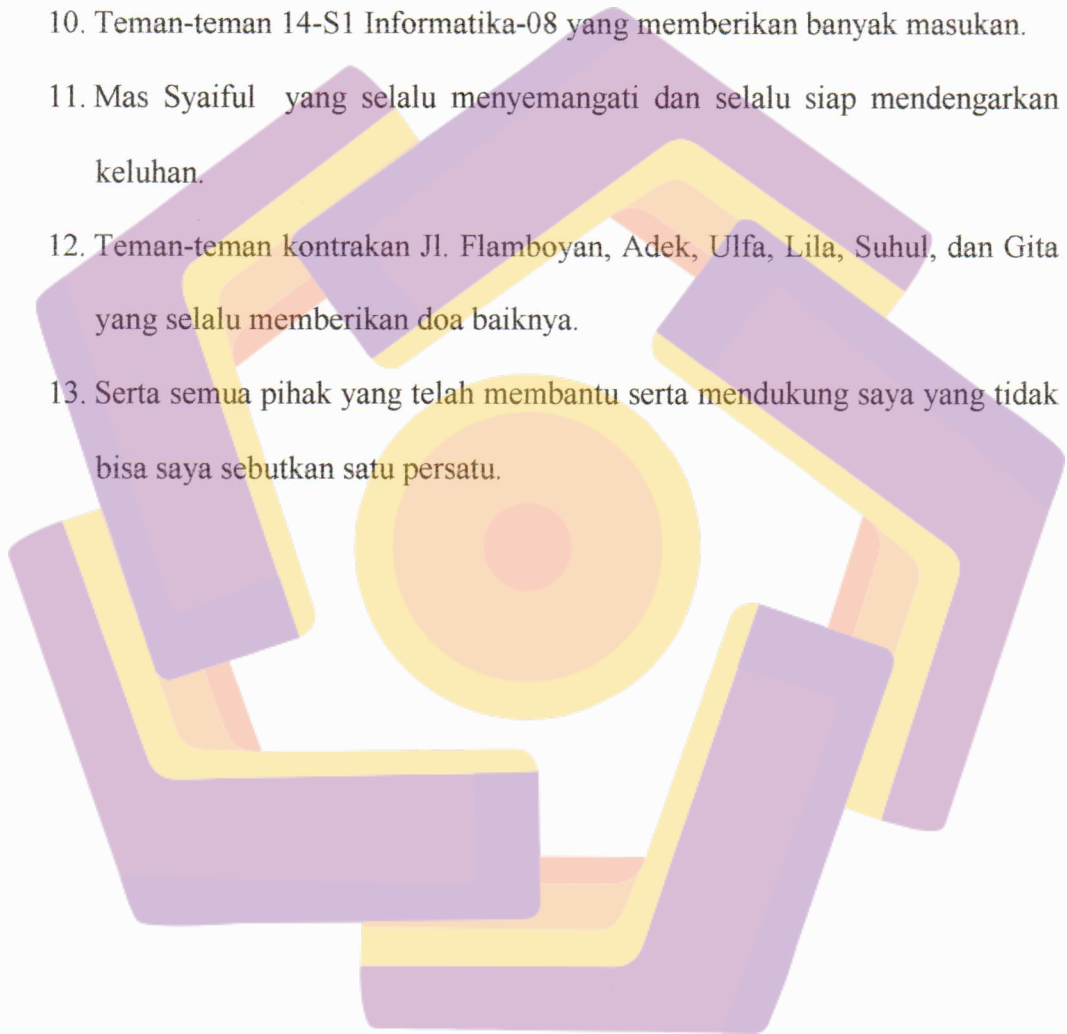 10. Teman-teman 14-S1 Informatika-08 yang memberikan banyak masukan.
11. Mas Syaiful yang selalu menyemangati dan selalu siap mendengarkan
keluhan.
12. Teman-teman kontrakan Jl. Flamboyan, Adek, Ulfa, Lila, Suhul, dan Gita
yang selalu memberikan doa baiknya.
13. Serta semua pihak yang telah membantu serta mendukung saya yang tidak
bisa saya sebutkan satu persatu.